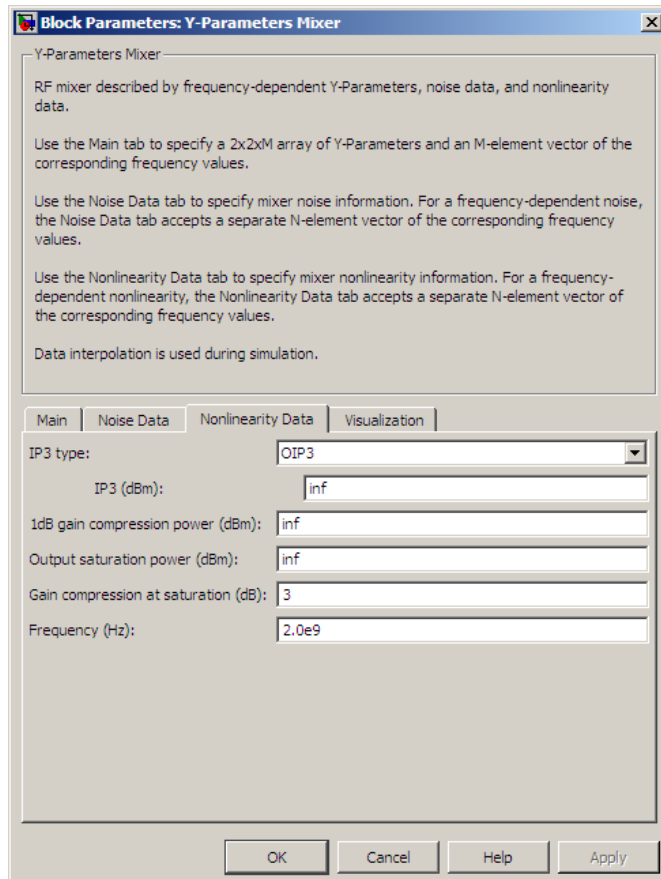 Block Parameters: Y-Parameters Mixer
Y-Parameters Mixer
RF mixer described by frequency-dependent Y-Parameters, noise data, and nonlinearity
data.
Use the Main tab to specify a 2x2xM array of Y-Parameters and an M-element vector of the
corresponding frequency values.
Use the Noise Data tab to specify mixer noise information. For a frequency-dependent noise,
the Noise Data tab accepts a separate N-element vector of the corresponding frequency
values.
Use the Nonlinearity Data tab to specify mixer nonlinearity information. For a frequency-
dependent nonlinearity, the Nonlinearity Data tab accepts a separate N-element vector of
the corresponding frequency values.
Data interpolation is used during simulation.
Main Noise Data Nonlinearity Data Visualization
IP3 type: OIP3
IP3 (dBm): inf
1dB gain compression power (dBm): inf
Output saturation power (dBm): inf
Gain compression at saturation (dB): 3
Frequency (Hz): 2.0e9
OK Cancel Help Apply